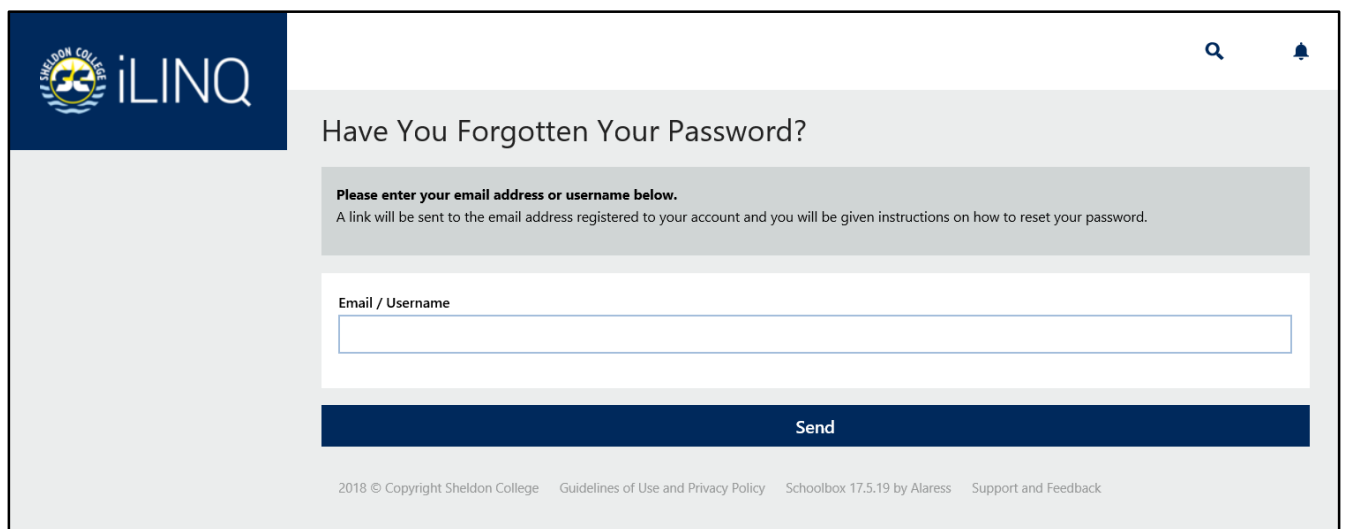 SHELDON COLLEGE
iLINQ
Have You Forgotten Your Password?
Please enter your email address or username below.
A link will be sent to the email address registered to your account and you will be given instructions on how to reset your password.
Email / Username
Send
2018 © Copyright Sheldon College Guidelines of Use and Privacy Policy Schoolbox 17.5.19 by Alaress Support and Feedback